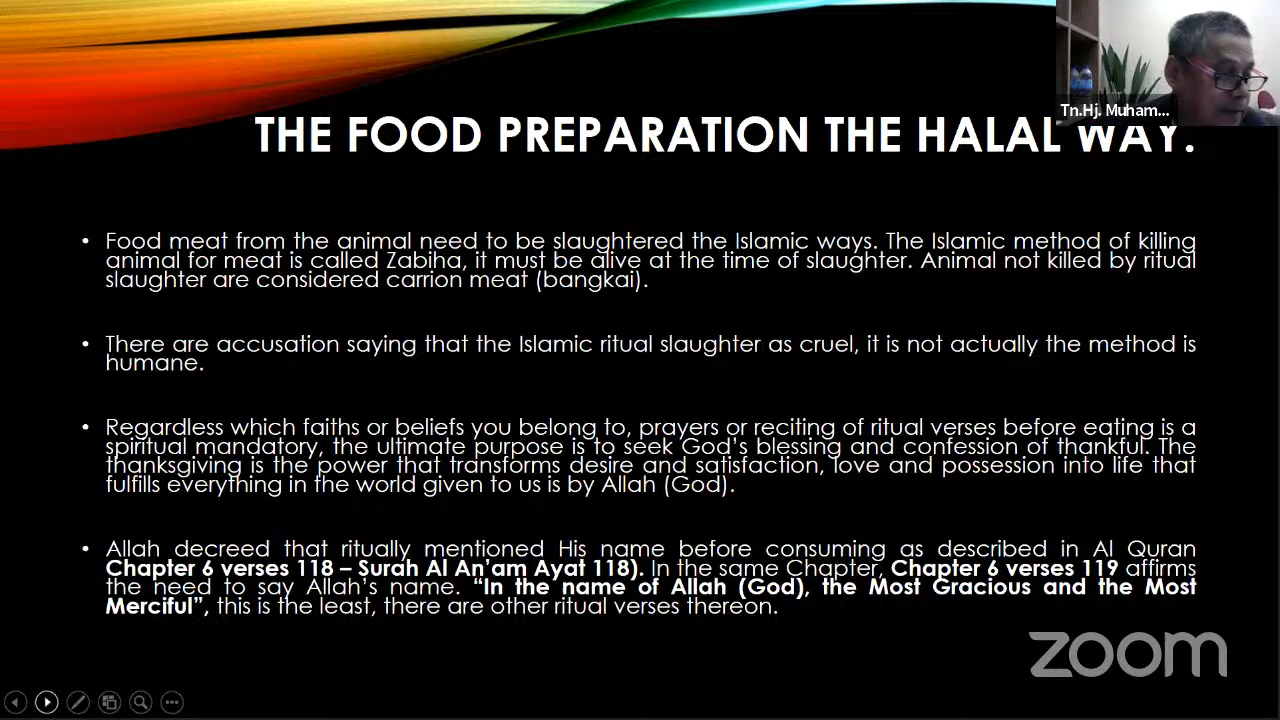 Tn.Hj. Muham...
THE FOOD PREPARATION THE HALAL WAY.
• Food meat from the animal need to be slaughtered the Islamic ways. The Islamic method of killing
animal for meat is called Zabiha, it must be alive at the time of slaughter. Animal not killed by ritual
slaughter are considered carrion meat (bangkai).
• There are accusation saying that the Islamic ritual slaughter as cruel, it is not actually the method is
humane.
• Regardless which faiths or beliefs you belong to, prayers or reciting of ritual verses before eating is a
spiritual mandatory, the ultimate purpose is to seek God's blessing and confession of thankful. The
thanksgiving is the power that transforms desire and satisfaction, love and possession into life that
fulfills everything in the world given to us is by Allah (God).
• Allah decreed that ritually mentioned His name before consuming as described in Al Quran
Chapter 6 verses 118 – Surah Al An'am Ayat 118). In the same Chapter, Chapter 6 verses 119 affirms
the need to say Allah's name. "In the name of Allah (God), the Most Gracious and the Most
Merciful", this is the least, there are other ritual verses thereon.
zoom